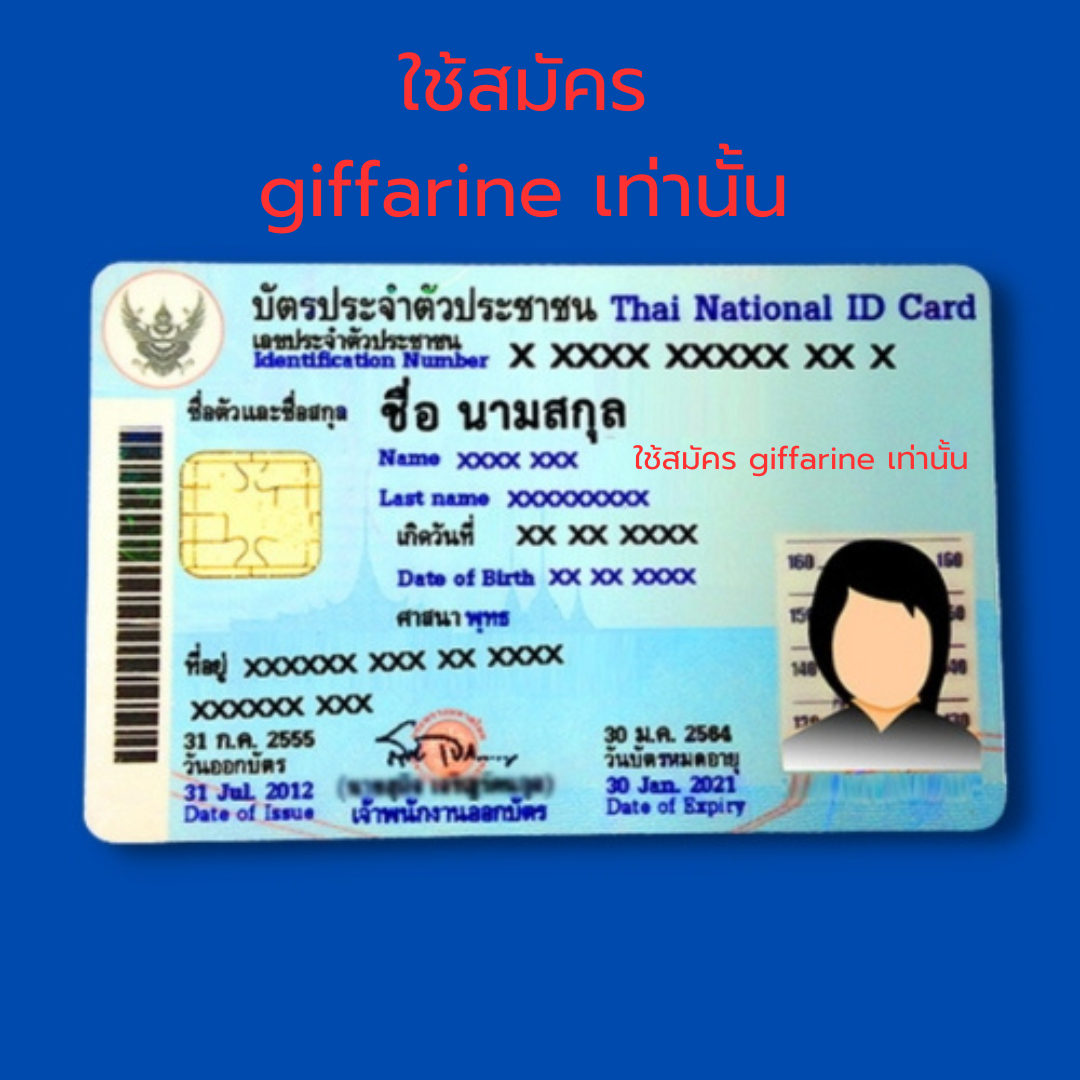 ใช้สมัคร
giffarine เท่านั้น
บัตรประจำตัวประชาชน Thai National ID Card
เลขประจำตัวประชาชน
Identification Number X XXXX XXXXX XX X
ชื่อตัวและชื่อสกุล ชื่อ นามสกุล
Name XXXX XXX
ใช้สมัคร giffarine เท่านั้น
Last name XXXXXXXXXX
เกิดวันที่ XX XX XXXX
Date of Birth XX XX XXXX
ศาสนา พุทธ
160 160
150
140
ที่อยู่ XXXXXX XXX XX XXXX
XXXXXX XXX
31 ก.ค. 2555
วันออกบัตร
31 Jul. 2012
Date of Issue
เจ้าพนักงานออกบัตร
30 ม.ค. 2564
วันบัตรหมดอายุ
30 Jan. 2021
Date of Expiry